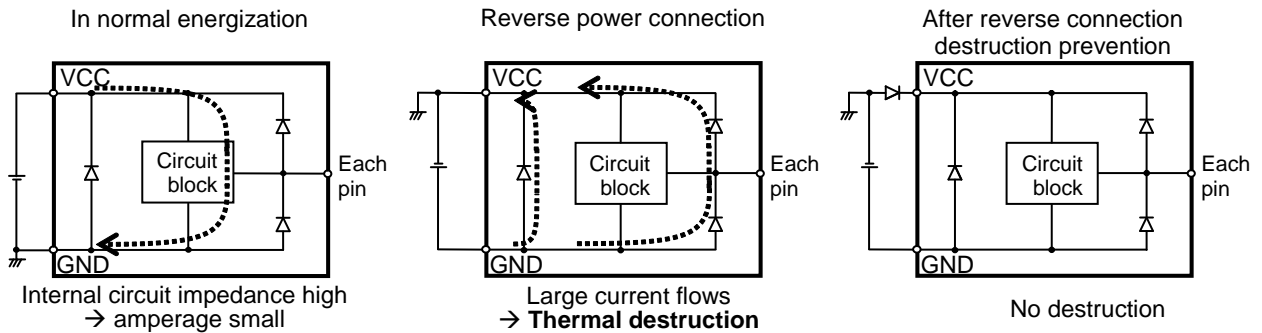 In normal energization
VCC
Circuit
block
Each
pin
GND
Internal circuit impedance high
→ amperage small
Reverse power connection
VCC
Circuit
block
Each
pin
GND
Large current flows
→ Thermal destruction
After reverse connection
destruction prevention
VCC
Circuit
block
Each
pin
GND
No destruction